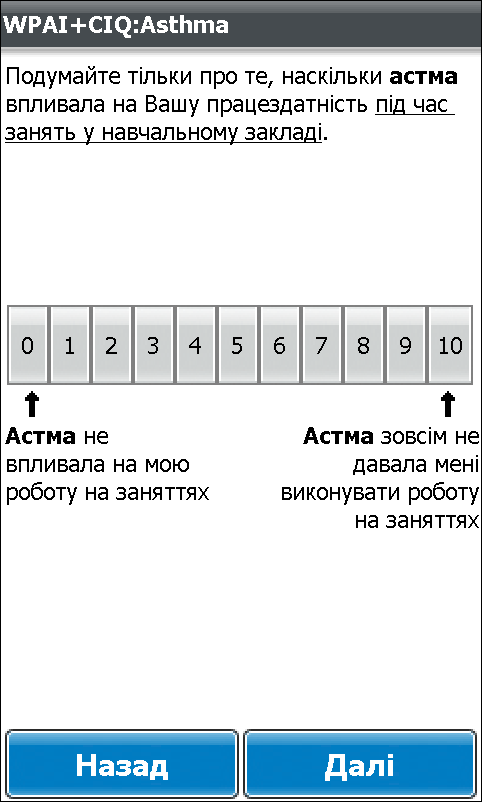 WPAI+CIQ:Asthma
Подумайте тільки про те, наскільки астма
впливала на Вашу працездатність під час
занять у навчальному закладі.
0 1 2 3 4 5 6 7 8 9 10
Астма не
впливала на мою
роботу на заняттях
Астма зовсім не
давала мені
виконувати роботу
на заняттях
Назад
Далі